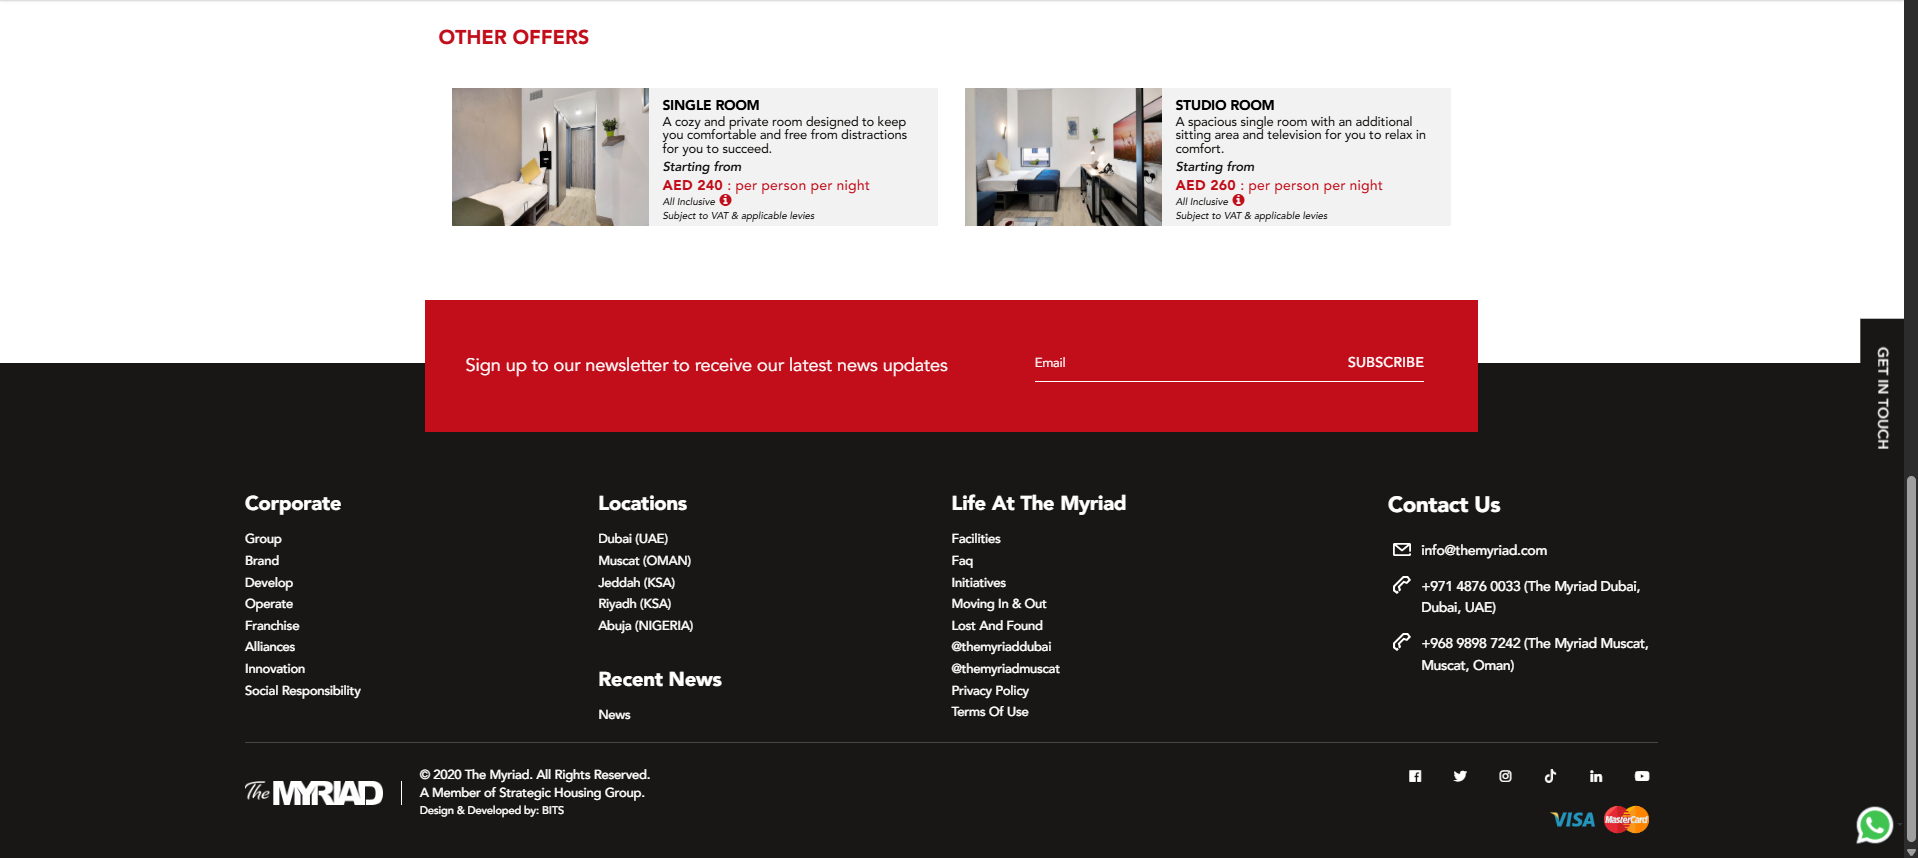 OTHER OFFERS
SINGLE ROOM
A cozy and private room designed to keep
you comfortable and free from distractions
for you to succeed.
Starting from
AED 240 : per person per night
All Inclusive
Subject to VAT & applicable levies
STUDIO ROOM
A spacious single room with an additional
sitting area and television for you to relax in
comfort.
Starting from
AED 260 : per person per night
All Inclusive
Subject to VAT & applicable levies
Sign up to our newsletter to receive our latest news updates
Email
SUBSCRIBE
GET IN TOUCH
Corporate
Group
Brand
Develop
Operate
Franchise
Alliances
Innovation
Social Responsibility
Locations
Dubai (UAE)
Muscat (OMAN)
Jeddah (KSA)
Riyadh (KSA)
Abuja (NIGERIA)
Recent News
News
Life At The Myriad
Facilities
Faq
Initiatives
Moving In & Out
Lost And Found
@themyriaddubai
@themyriadmuscat
Privacy Policy
Terms Of Use
Contact Us
info@themyriad.com
+971 4876 0033 (The Myriad Dubai,
Dubai, UAE)
+968 9898 7242 (The Myriad Muscat,
Muscat, Oman)
The MYRIAD
© 2020 The Myriad. All Rights Reserved.
A Member of Strategic Housing Group.
Design & Developed by: BITS
VISA
MasterCard